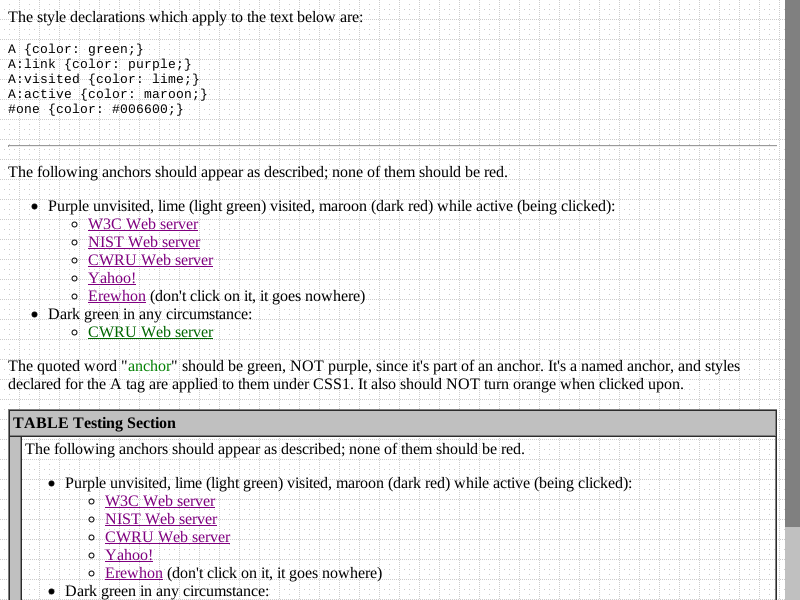 The style declarations which apply to the text below are:
A {color: green;}
A:link {color: purple;}
A:visited {color: lime;}
A:active {color: maroon;}
#one {color: #006600;}
The following anchors should appear as described; none of them should be red.
Purple unvisited, lime (light green) visited, maroon (dark red) while active (being clicked):
W3C Web server
NIST Web server
CWRU Web server
Yahoo!
Erewhon (don't click on it, it goes nowhere)
Dark green in any circumstance:
CWRU Web server
The quoted word "anchor" should be green, NOT purple, since it's part of an anchor. It's a named anchor, and styles
declared for the A tag are applied to them under CSS1. It also should NOT turn orange when clicked upon.
TABLE Testing Section
The following anchors should appear as described; none of them should be red.
Purple unvisited, lime (light green) visited, maroon (dark red) while active (being clicked):
W3C Web server
NIST Web server
CWRU Web server
Yahoo!
Erewhon (don't click on it, it goes nowhere)
Dark green in any circumstance: